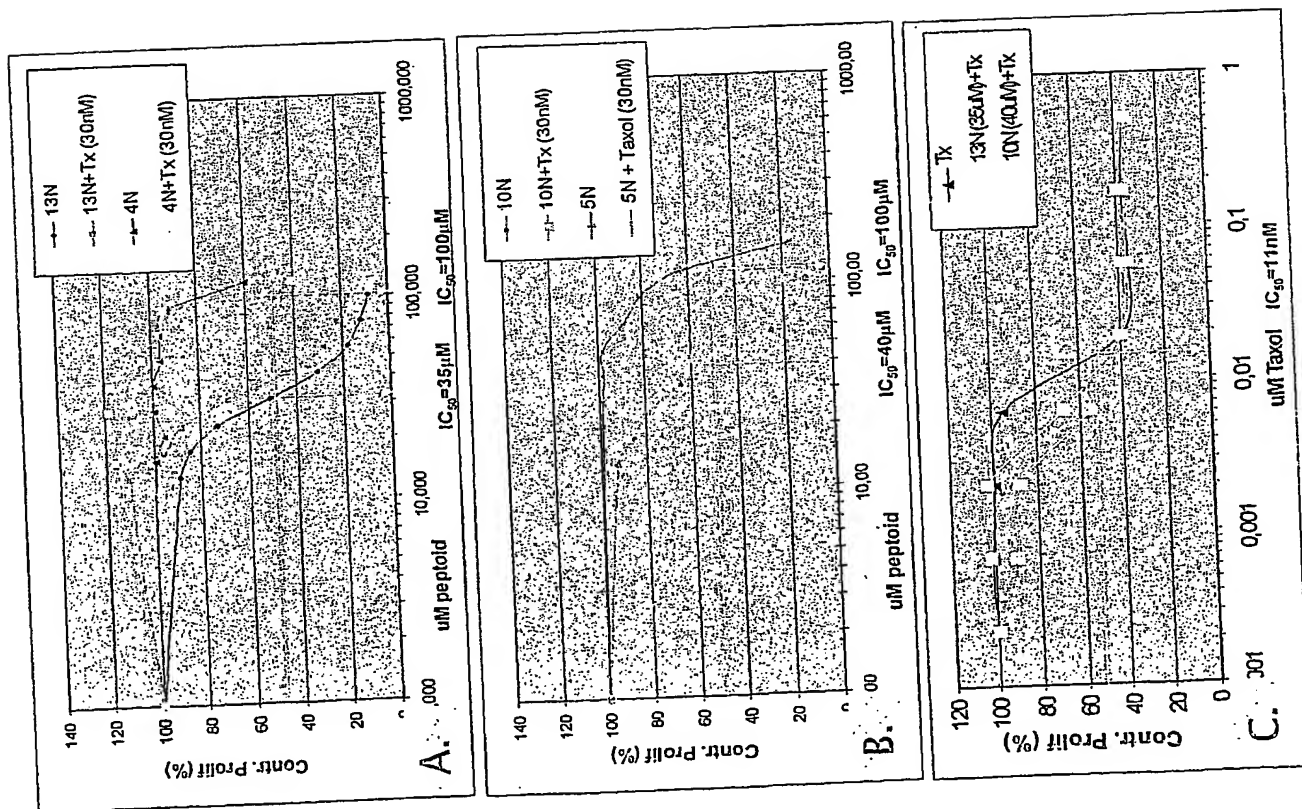 13N
13N+Tx (30nM)
4N
4N+Tx (30nM)
140
120
100
80
60
40
20
Contr. Prolif (%)
,000
10,000
100,000
1000,000
uM peptoid
IC50=35µM IC50=100µM
A.
10N
10N+Tx (30nM)
5N
5N + Taxol (30nM)
140
120
100
80
60
40
20
Contr. Prolif (%)
00
10,00
100,00
1000,00
uM peptoid
IC50=40µM IC50=100µM
B.
Tx
13N (35uM)+Tx
10N (40uM)+Tx
120
100
80
60
40
20
0
Contr. Prolif (%)
001
0,001
0,01
0,1
1
uM Taxol IC50=11nM
C.